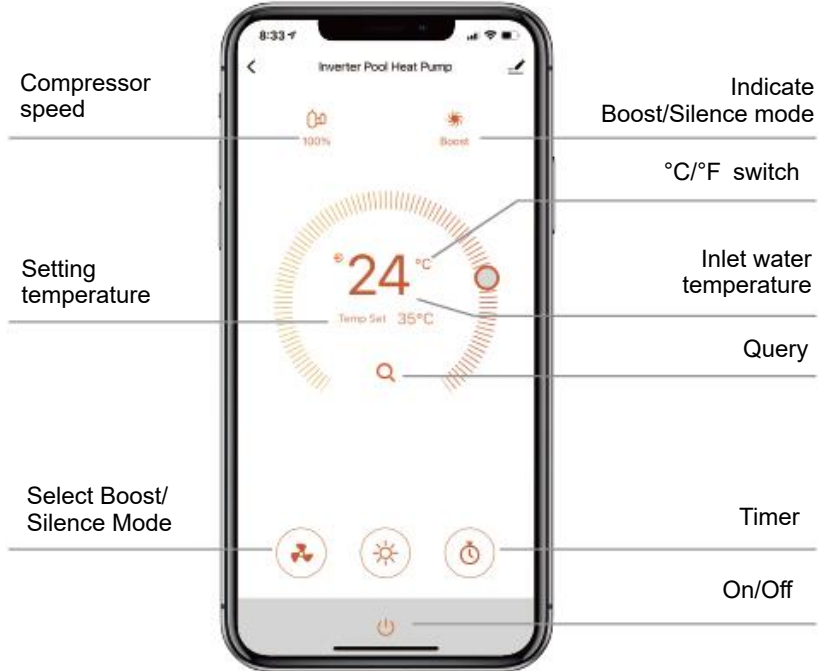 8:33
Inverter Pool Heat Pump
Compressor
speed
Indicate
Boost/Silence mode
100%
Boost
°C/°F switch
24 °C
Inlet water
temperature
Setting
temperature
Temp Set 35°C
Query
Select Boost/
Silence Mode
Timer
On/Off